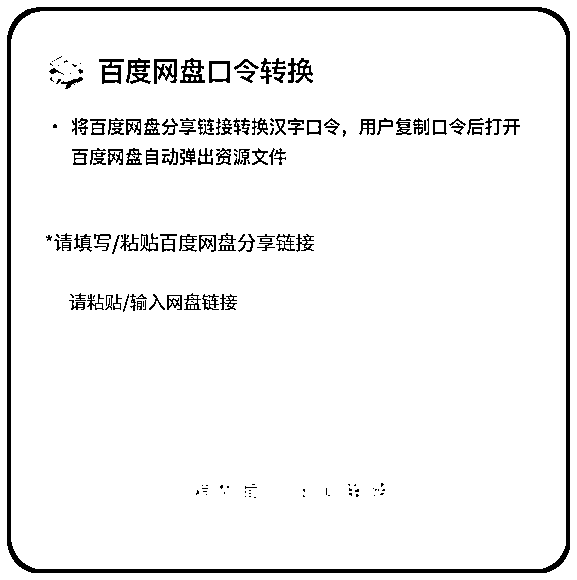 百度网盘口令转换
• 将百度网盘分享链接转换汉字口令，用户复制口令后打开
百度网盘自动弹出资源文件
*请填写/粘贴百度网盘分享链接
请粘贴/输入网盘链接